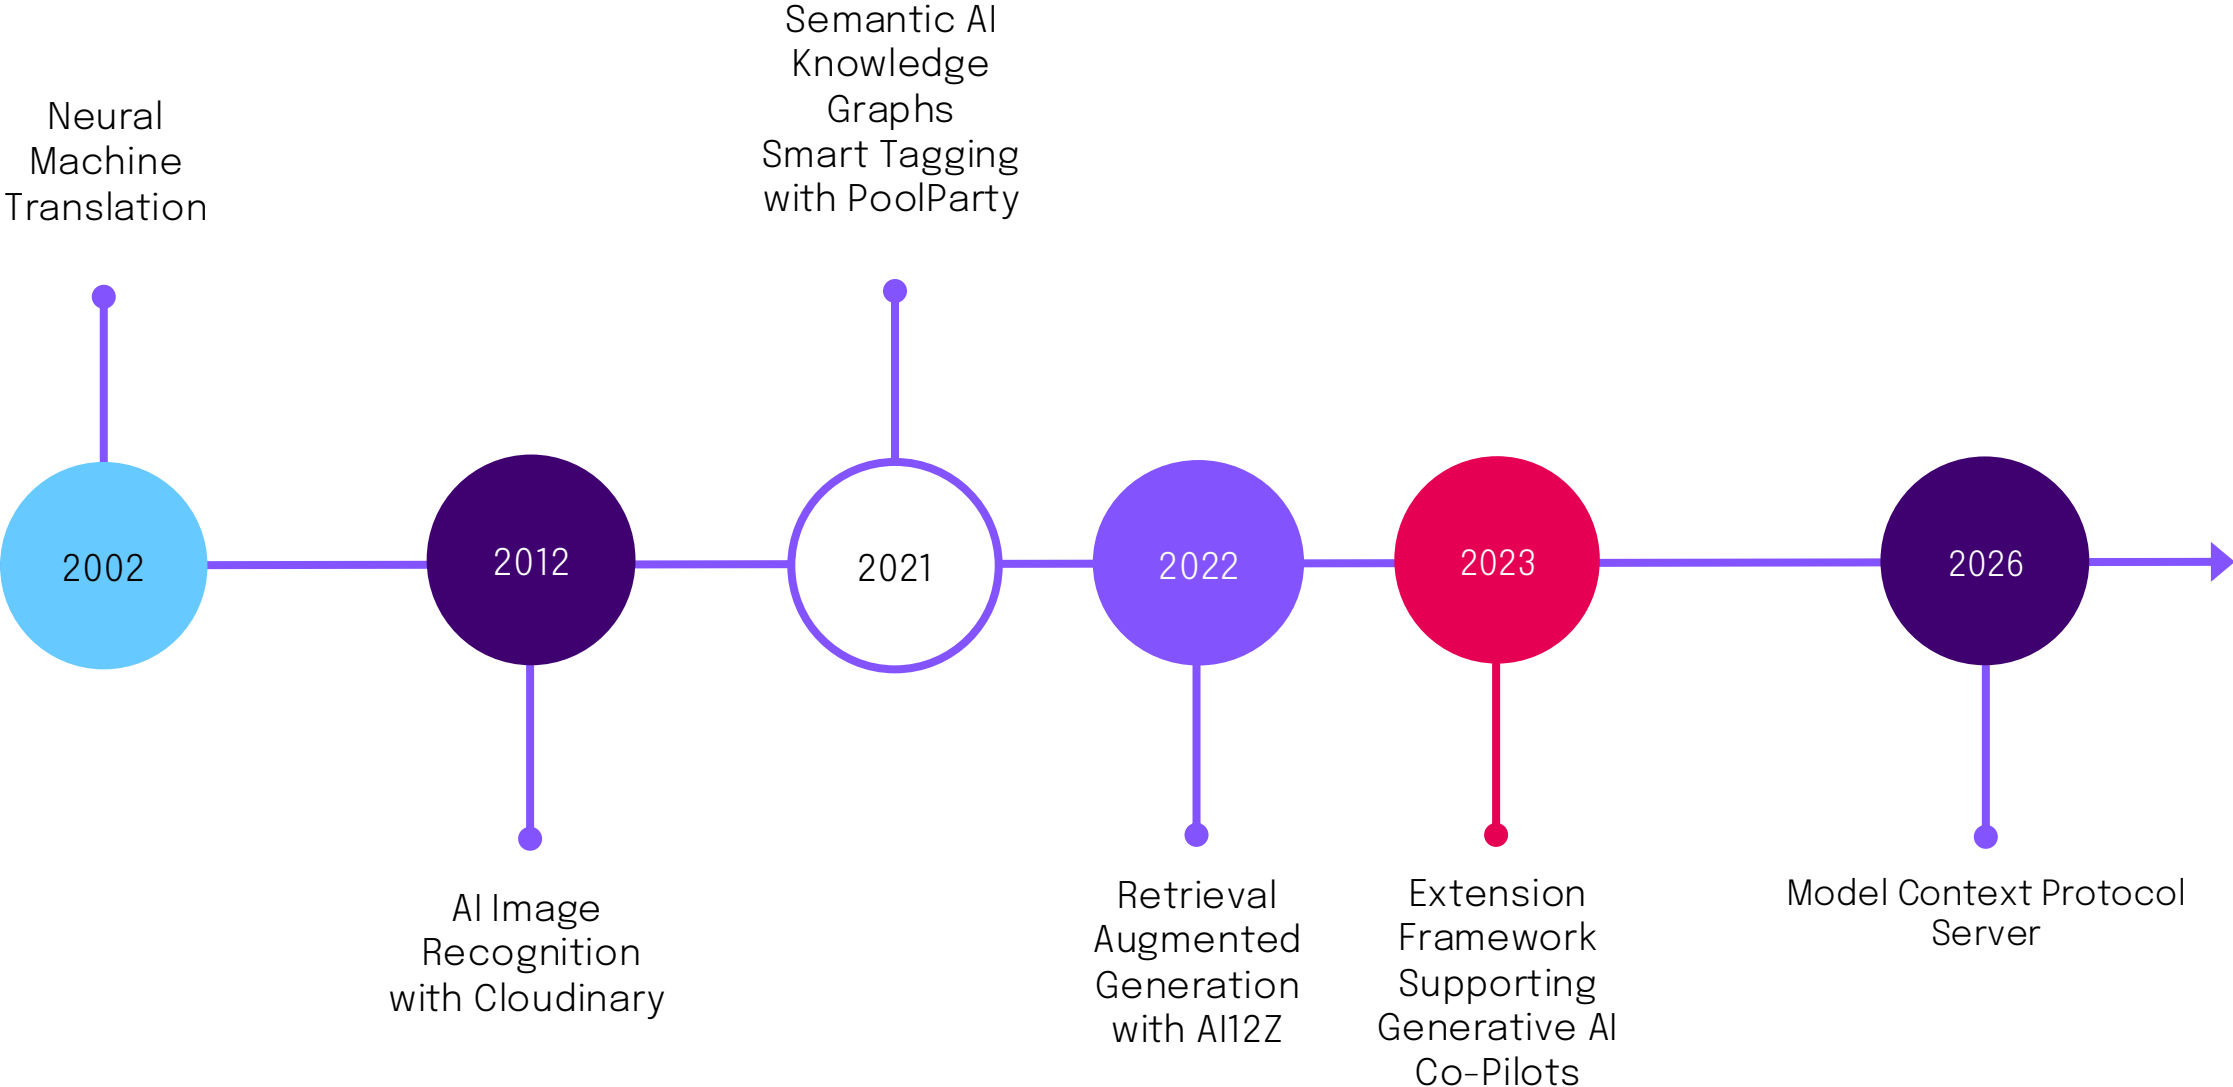 Neural
Machine
Translation
2002
2012
AI Image
Recognition
with Cloudinary
Semantic AI
Knowledge
Graphs
Smart Tagging
with PoolParty
2021
2022
Retrieval
Augmented
Generation
with AI12Z
2023
Extension
Framework
Supporting
Generative AI
Co-Pilots
2026
Model Context Protocol
Server